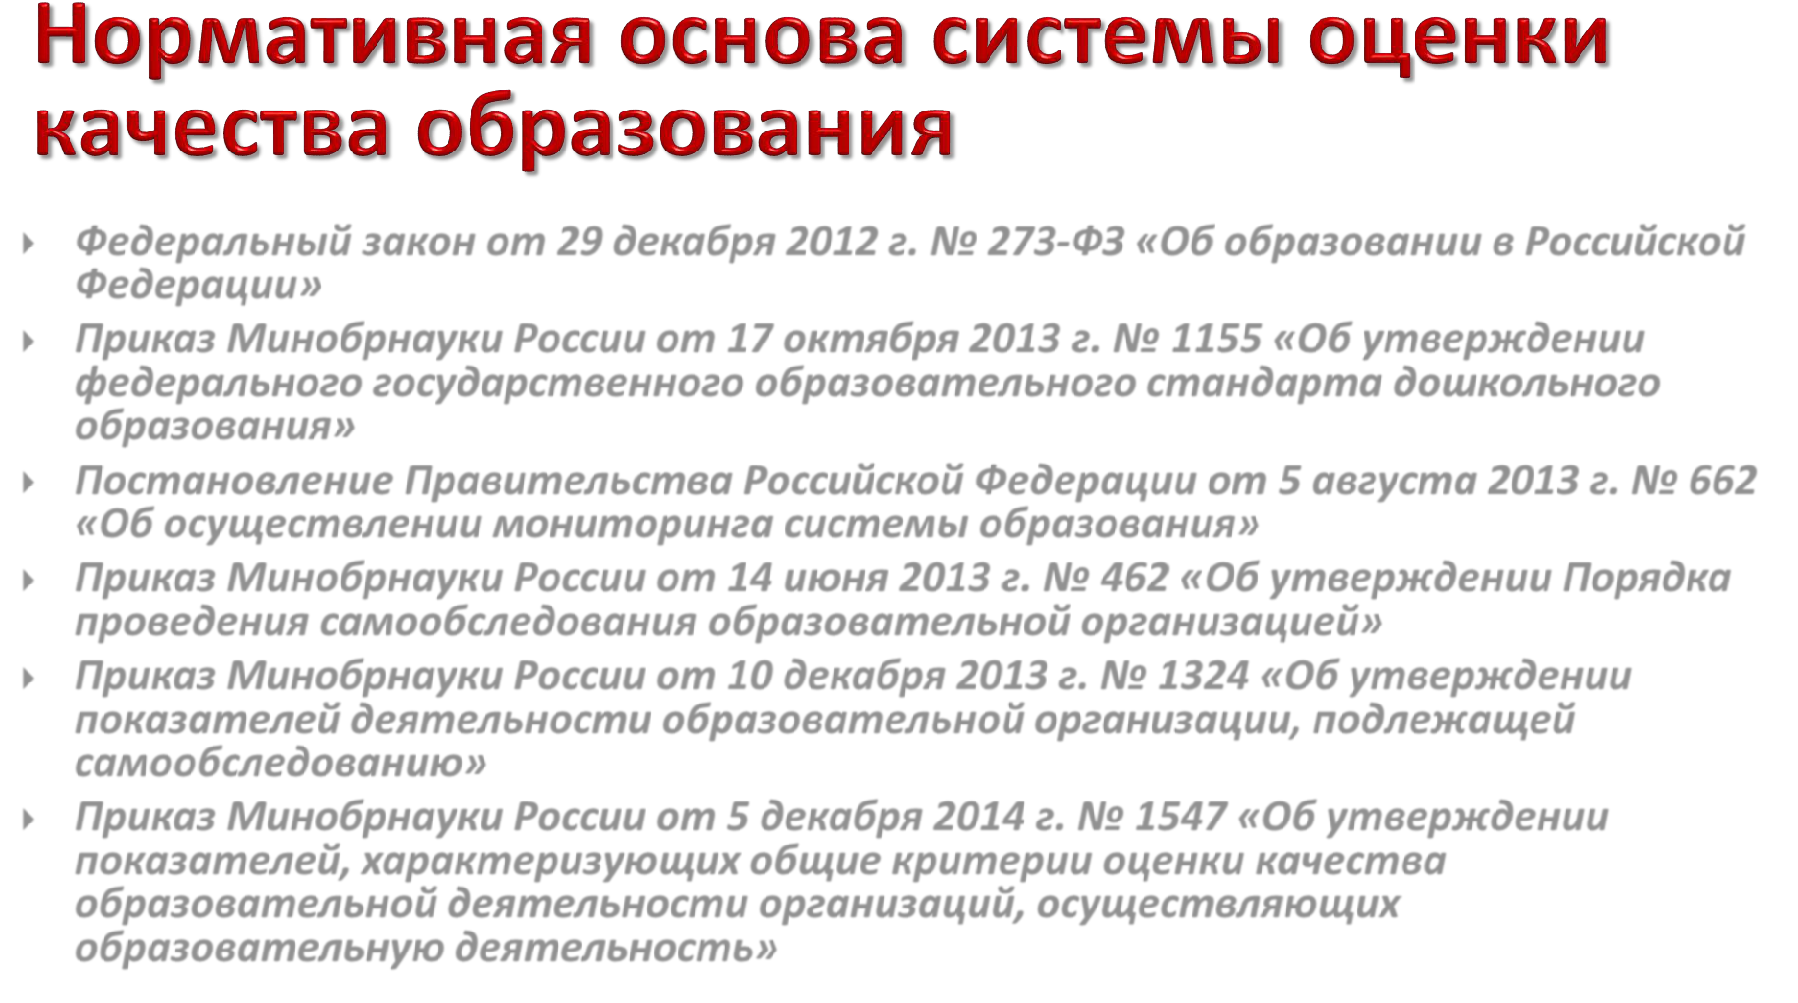 Нормативная основа системы оценки
качества образования
Федеральный закон от 29 декабря 2012 г. № 273-ФЗ «Об образовании в Российской
Федерации»
Приказ Минобрнауки России от 17 октября 2013 г. № 1155 «Об утверждении
федерального государственного образовательного стандарта дошкольного
образования»
Постановление Правительства Российской Федерации от 5 августа 2013 г. № 662
«Об осуществлении мониторинга системы образования»
Приказ Минобрнауки России от 14 июня 2013 г. № 462 «Об утверждении Порядка
проведения самообследования образовательной организацией»
Приказ Минобрнауки России от 10 декабря 2013 г. № 1324 «Об утверждении
показателей деятельности образовательной организации, подлежащей
самообследованию»
Приказ Минобрнауки России от 5 декабря 2014 г. № 1547 «Об утверждении
показателей, характеризующих общие критерии оценки качества
образовательной деятельности организаций, осуществляющих
образовательную деятельность»